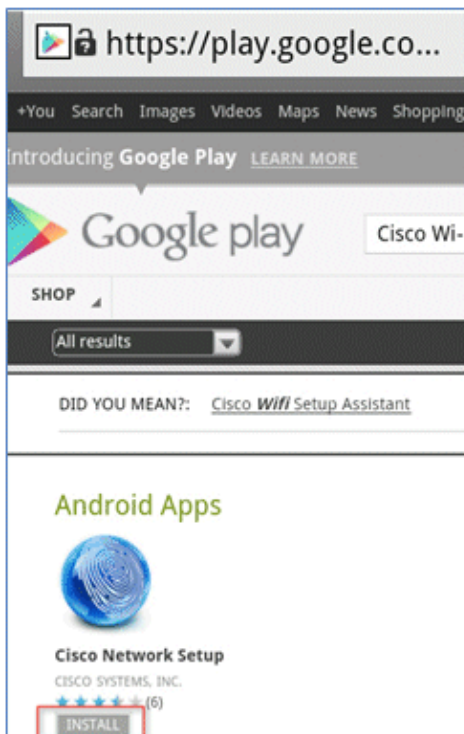 https://play.google.co...
+You Search Images Videos Maps News Shopping
Introducing Google Play LEARN MORE
Google play
Cisco Wi-
SHOP
All results
DID YOU MEAN?: Cisco Wifi Setup Assistant
Android Apps
Cisco Network Setup
CISCO SYSTEMS, INC.
(6)
INSTALL